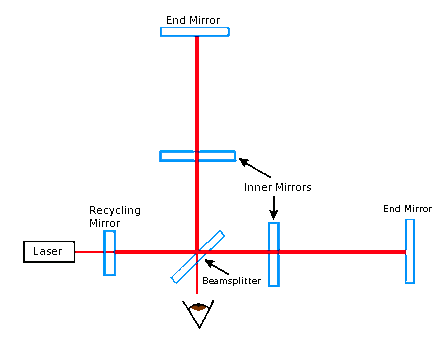 End Mirror
Inner Mirrors
End Mirror
Recycling
Mirror
Laser
Beamsplitter